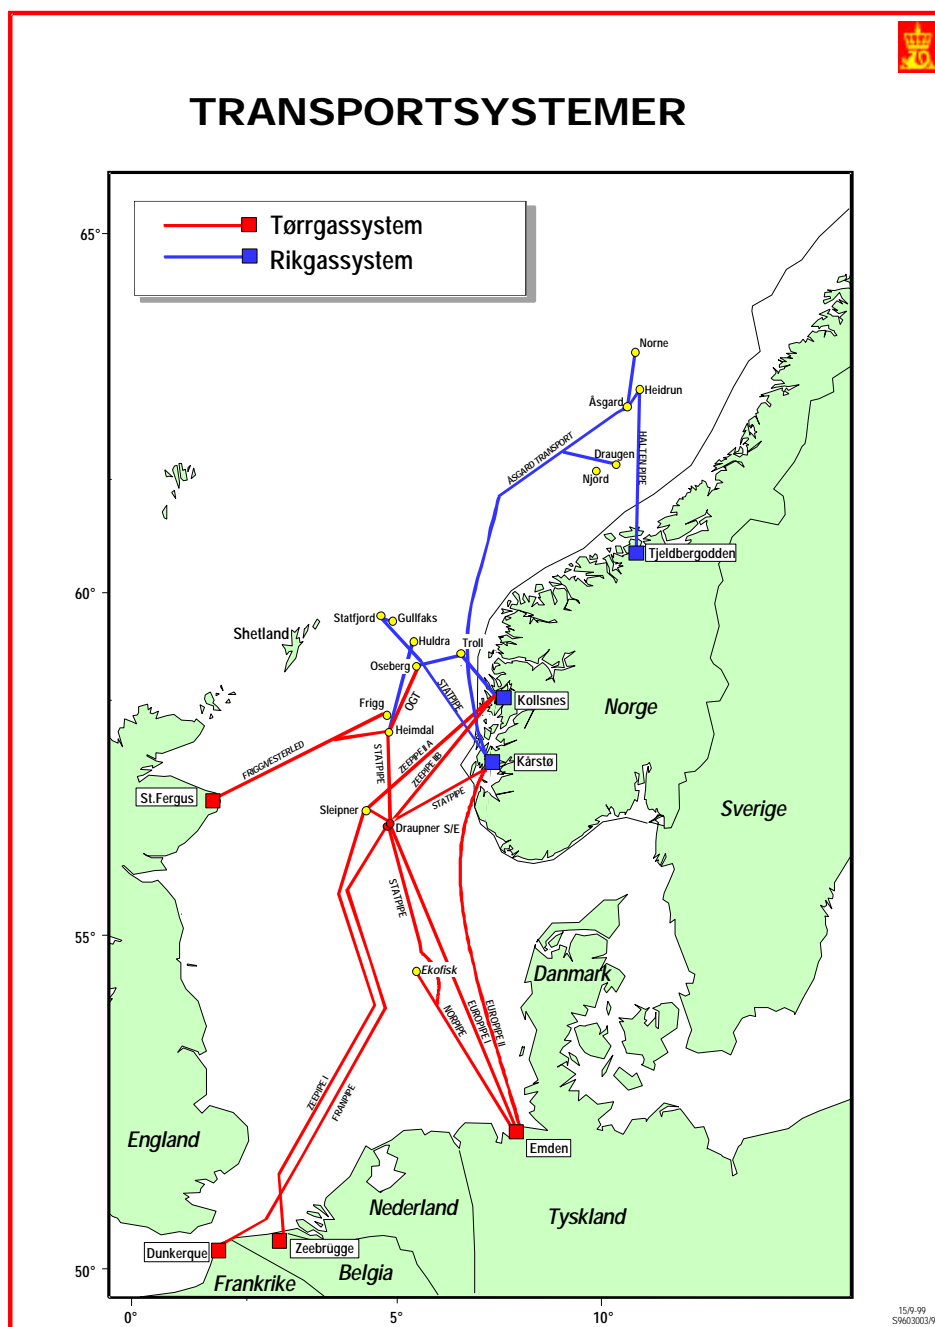 TRANSPORTSYSTEMER
Tørrgassystem
Rikgassystem
65°
60°
55°
50°
0°
5°
10°
Norne
Heidrun
Åsgard
ÅSGARD TRANSPORT
HALTENPIPE
Draugen
Njord
Tjeldbergodden
Statfjord
Gullfaks
Shetland
Huldra
Troll
Oseberg
STATPIPE
OGT
Kollsnes
Norge
Frigg
Heimdal
FRIGG/VESTERLED
STATPIPE
ZEEPIPE II A
ZEEPIPE IIB
Kårstø
St.Fergus
STATPIPE
Sleipner
Draupner S/E
Sverige
STATPIPE
Ekofisk
Danmark
NORPIPE
EUROPIPE I
EUROPIPE II
ZEEPIPE I
FRANPIPE
England
Emden
Nederland
Tyskland
Dunkerque
Zeebrügge
Belgia
Frankrike
15/9-99
S9603003/9